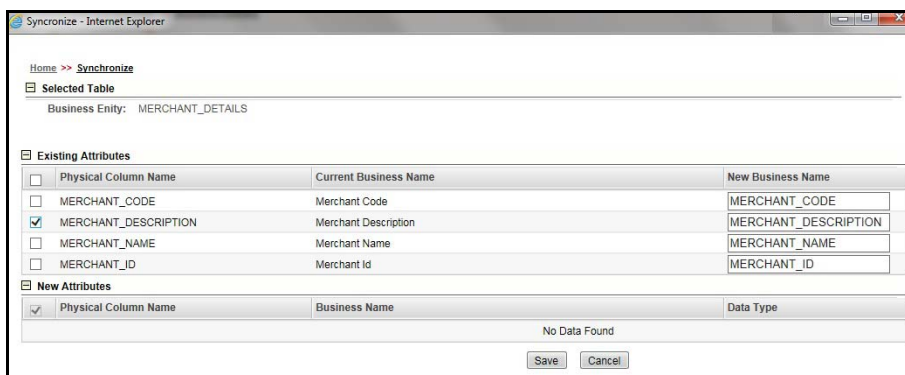 Syncronize - Internet Explorer
Home >> Synchronize
Selected Table
Business Enity: MERCHANT_DETAILS
Existing Attributes
Physical Column Name Current Business Name New Business Name
MERCHANT_CODE Merchant Code MERCHANT_CODE
MERCHANT_DESCRIPTION Merchant Description MERCHANT_DESCRIPTION
MERCHANT_NAME Merchant Name MERCHANT_NAME
MERCHANT_ID Merchant Id MERCHANT_ID
New Attributes
Physical Column Name Business Name Data Type
No Data Found
Save Cancel